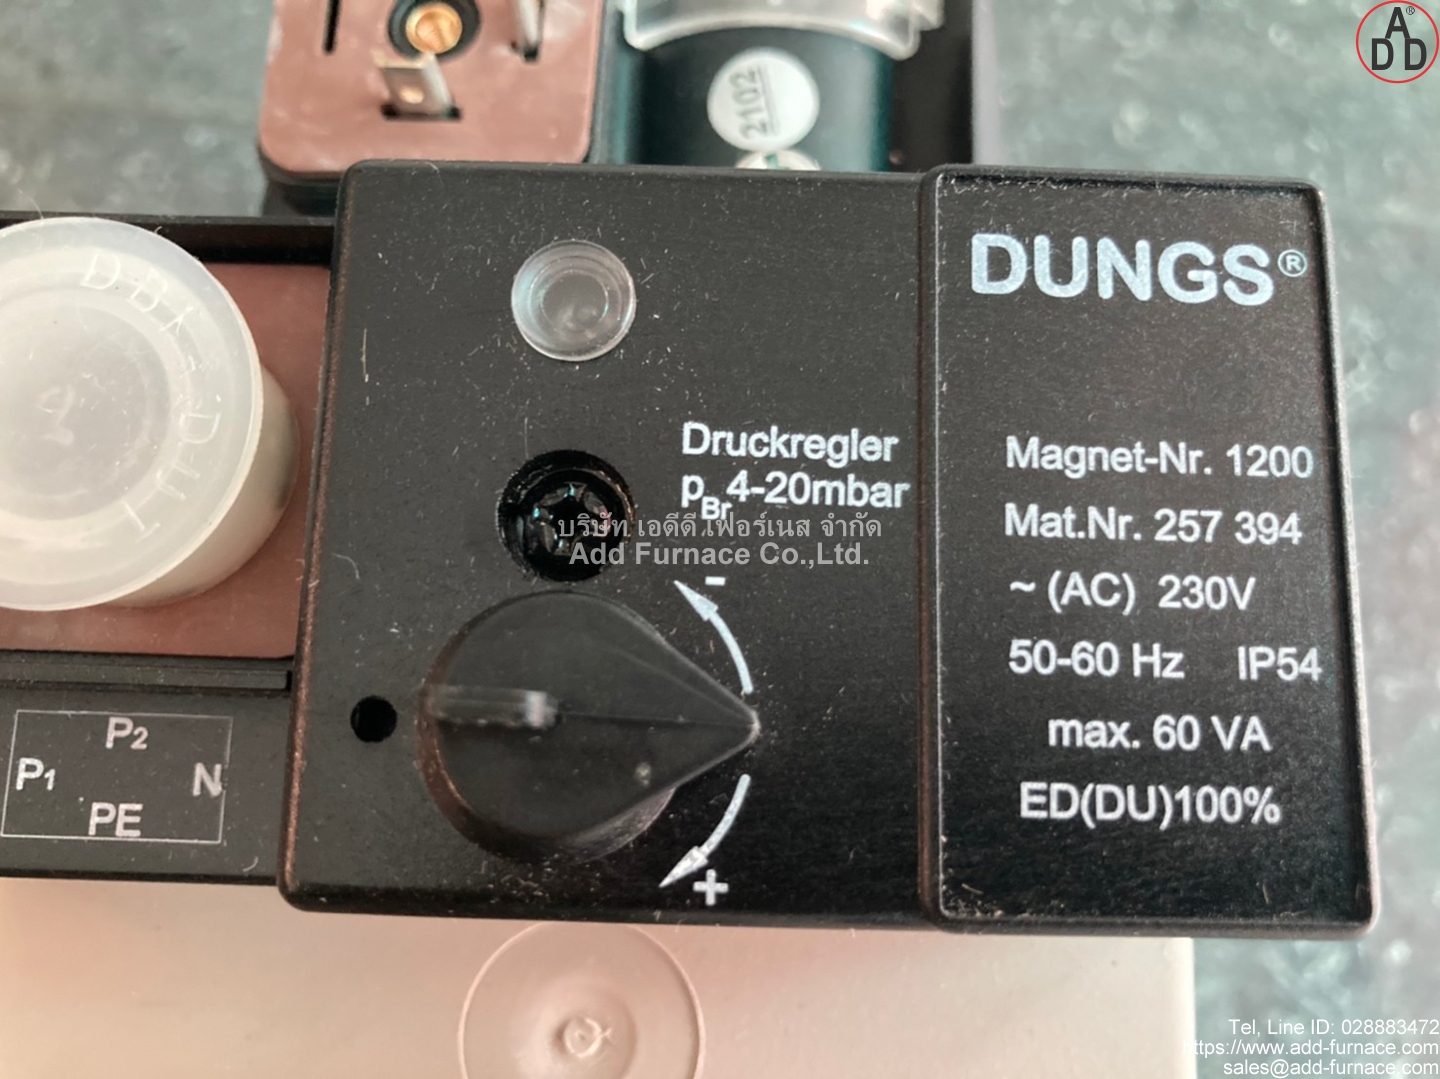 ADD®
2102
DUNGS®
Druckregler
pBr 4-20mbar
-
+
Magnet-Nr. 1200
Mat.Nr. 257 394
~ (AC) 230V
50-60 Hz IP54
max. 60 VA
ED(DU)100%
P2
P1 N
PE
บริษัท เอดีดี เฟอร์เนส จำกัด
Add Furnace Co.,Ltd.
Tel, Line ID: 028883472
https://www.add-furnace.com
sales@add-furnace.com